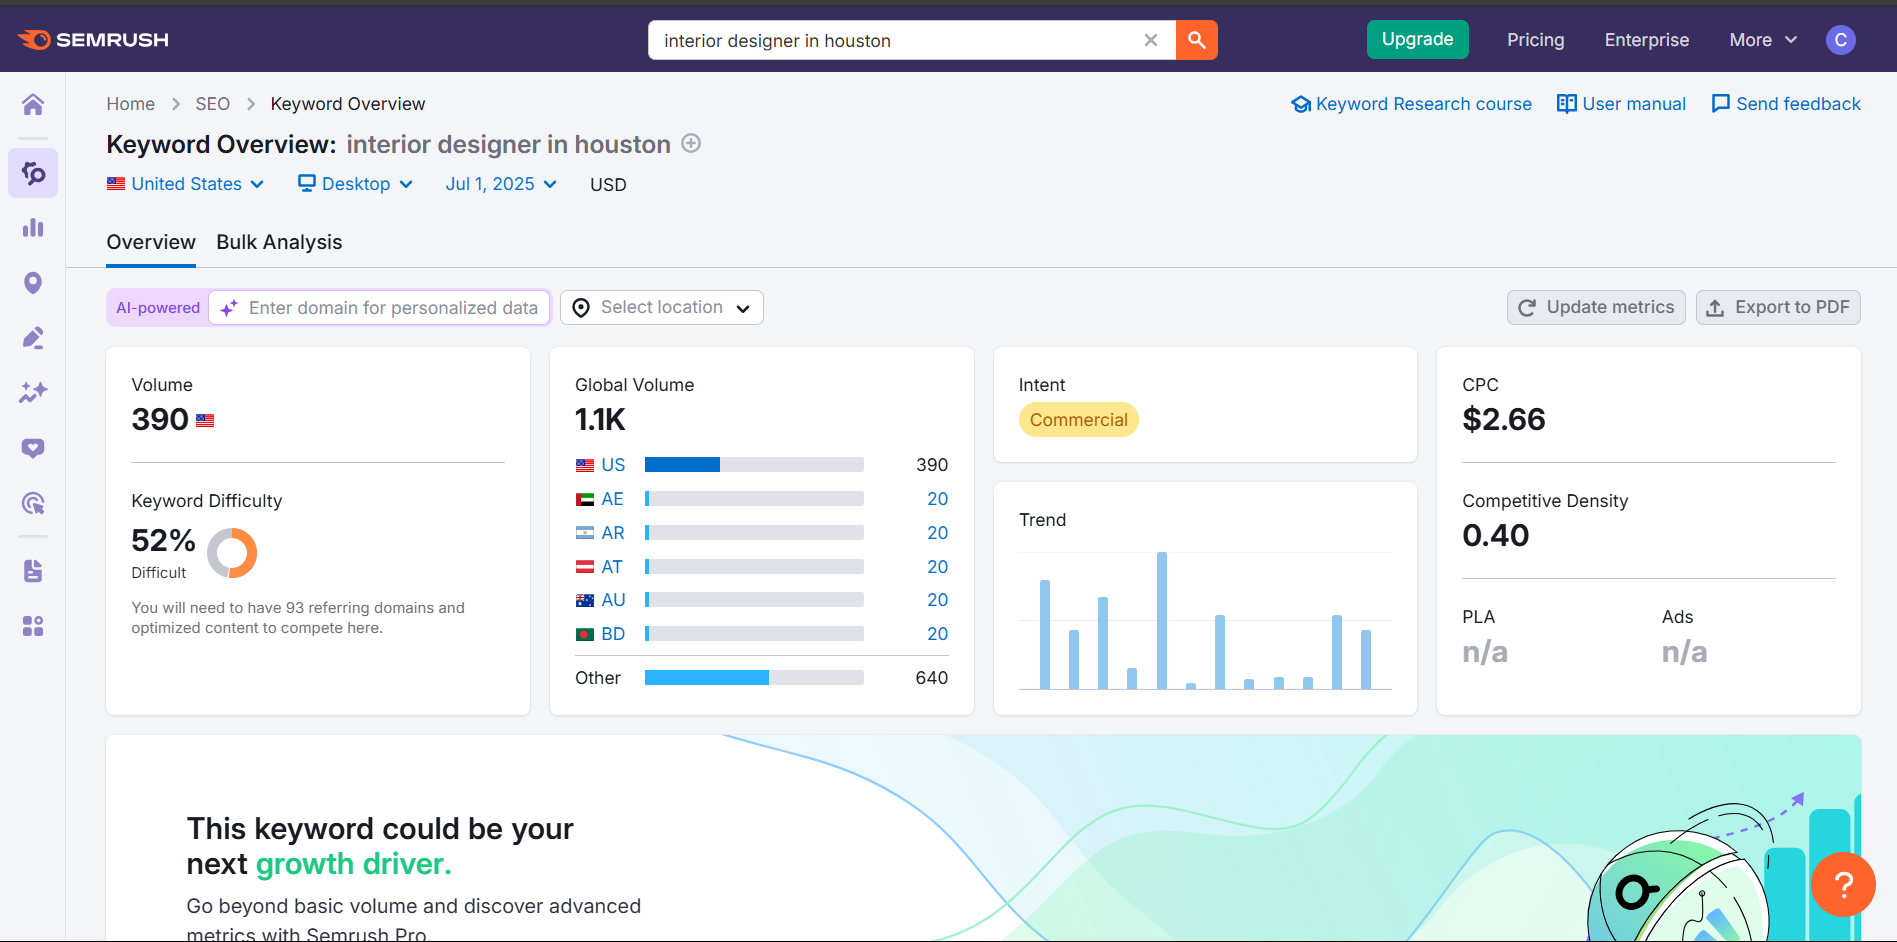 SEMRUSH
interior designer in houston
Upgrade
Pricing
Enterprise
More
C
Home
SEO
Keyword Overview
Keyword Research course
User manual
Send feedback
Keyword Overview: interior designer in houston
United States
Desktop
Jul 1, 2025
USD
Overview
Bulk Analysis
AI-powered
Enter domain for personalized data
Select location
Update metrics
Export to PDF
Volume
390
Keyword Difficulty
52%
Difficult
You will need to have 93 referring domains and
optimized content to compete here.
Global Volume
1.1K
US 390
AE 20
AR 20
AT 20
AU 20
BD 20
Other 640
Intent
Commercial
Trend
CPC
$2.66
Competitive Density
0.40
PLA
n/a
Ads
n/a
This keyword could be your
next growth driver.
Go beyond basic volume and discover advanced
metrics with Semrush Pro.
?